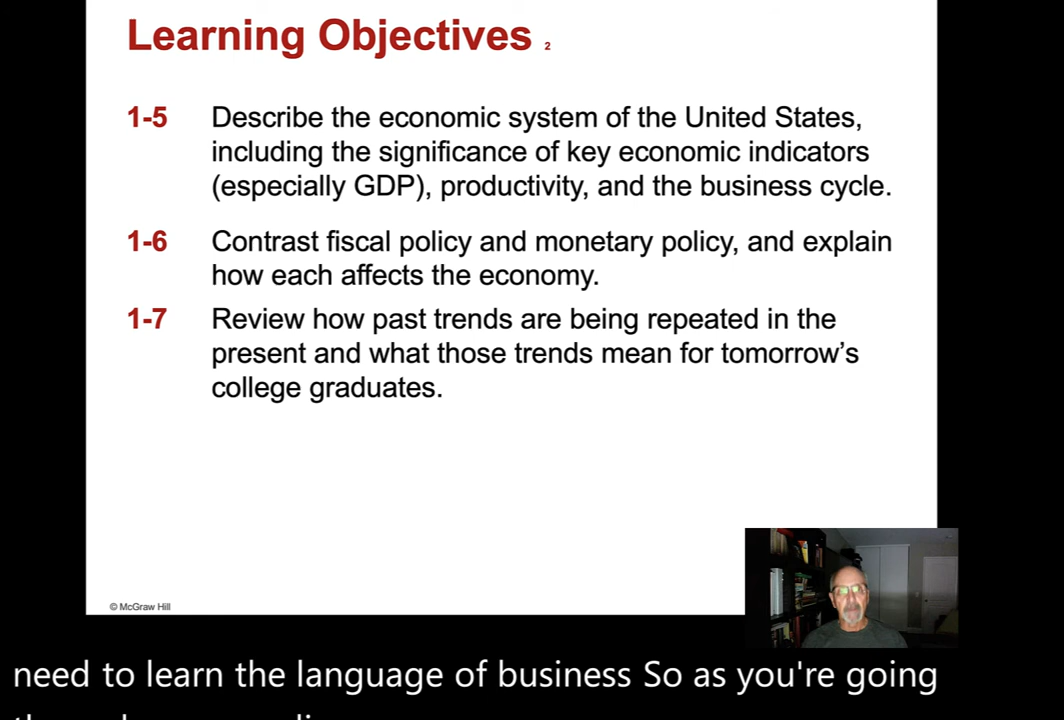 Learning Objectives 2
1-5 Describe the economic system of the United States,
including the significance of key economic indicators
(especially GDP), productivity, and the business cycle.
1-6 Contrast fiscal policy and monetary policy, and explain
how each affects the economy.
1-7 Review how past trends are being repeated in the
present and what those trends mean for tomorrow’s
college graduates.
© McGraw Hill
need to learn the language of business So as you're going